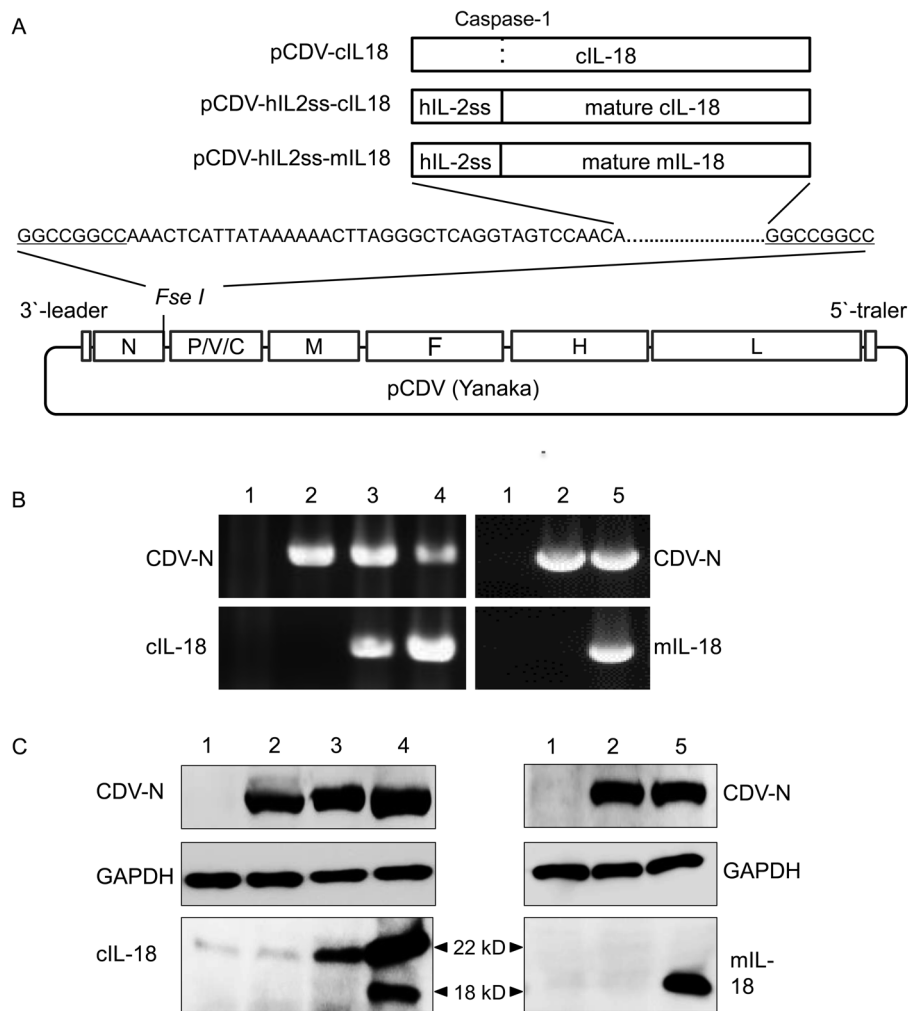 A
Caspase-1
pCDV-cIL18
cIL-18
pCDV-hIL2ss-cIL18
hIL-2ss
mature cIL-18
pCDV-hIL2ss-mIL18
hIL-2ss
mature mIL-18
GGCCGGCCAAACTCATTATAAAAAACTTAGGGCTCAGGTAGTCCAACA..........................GGCCGGCC
Fse I
3`-leader
5`-traler
N P/V/C M F H L
pCDV (Yanaka)
B
1 2 3 4 1 2 5
CDV-N CDV-N
cIL-18 mIL-18
C
1 2 3 4 1 2 5
CDV-N CDV-N
GAPDH GAPDH
cIL-18 22 kD mIL-
18 kD 18